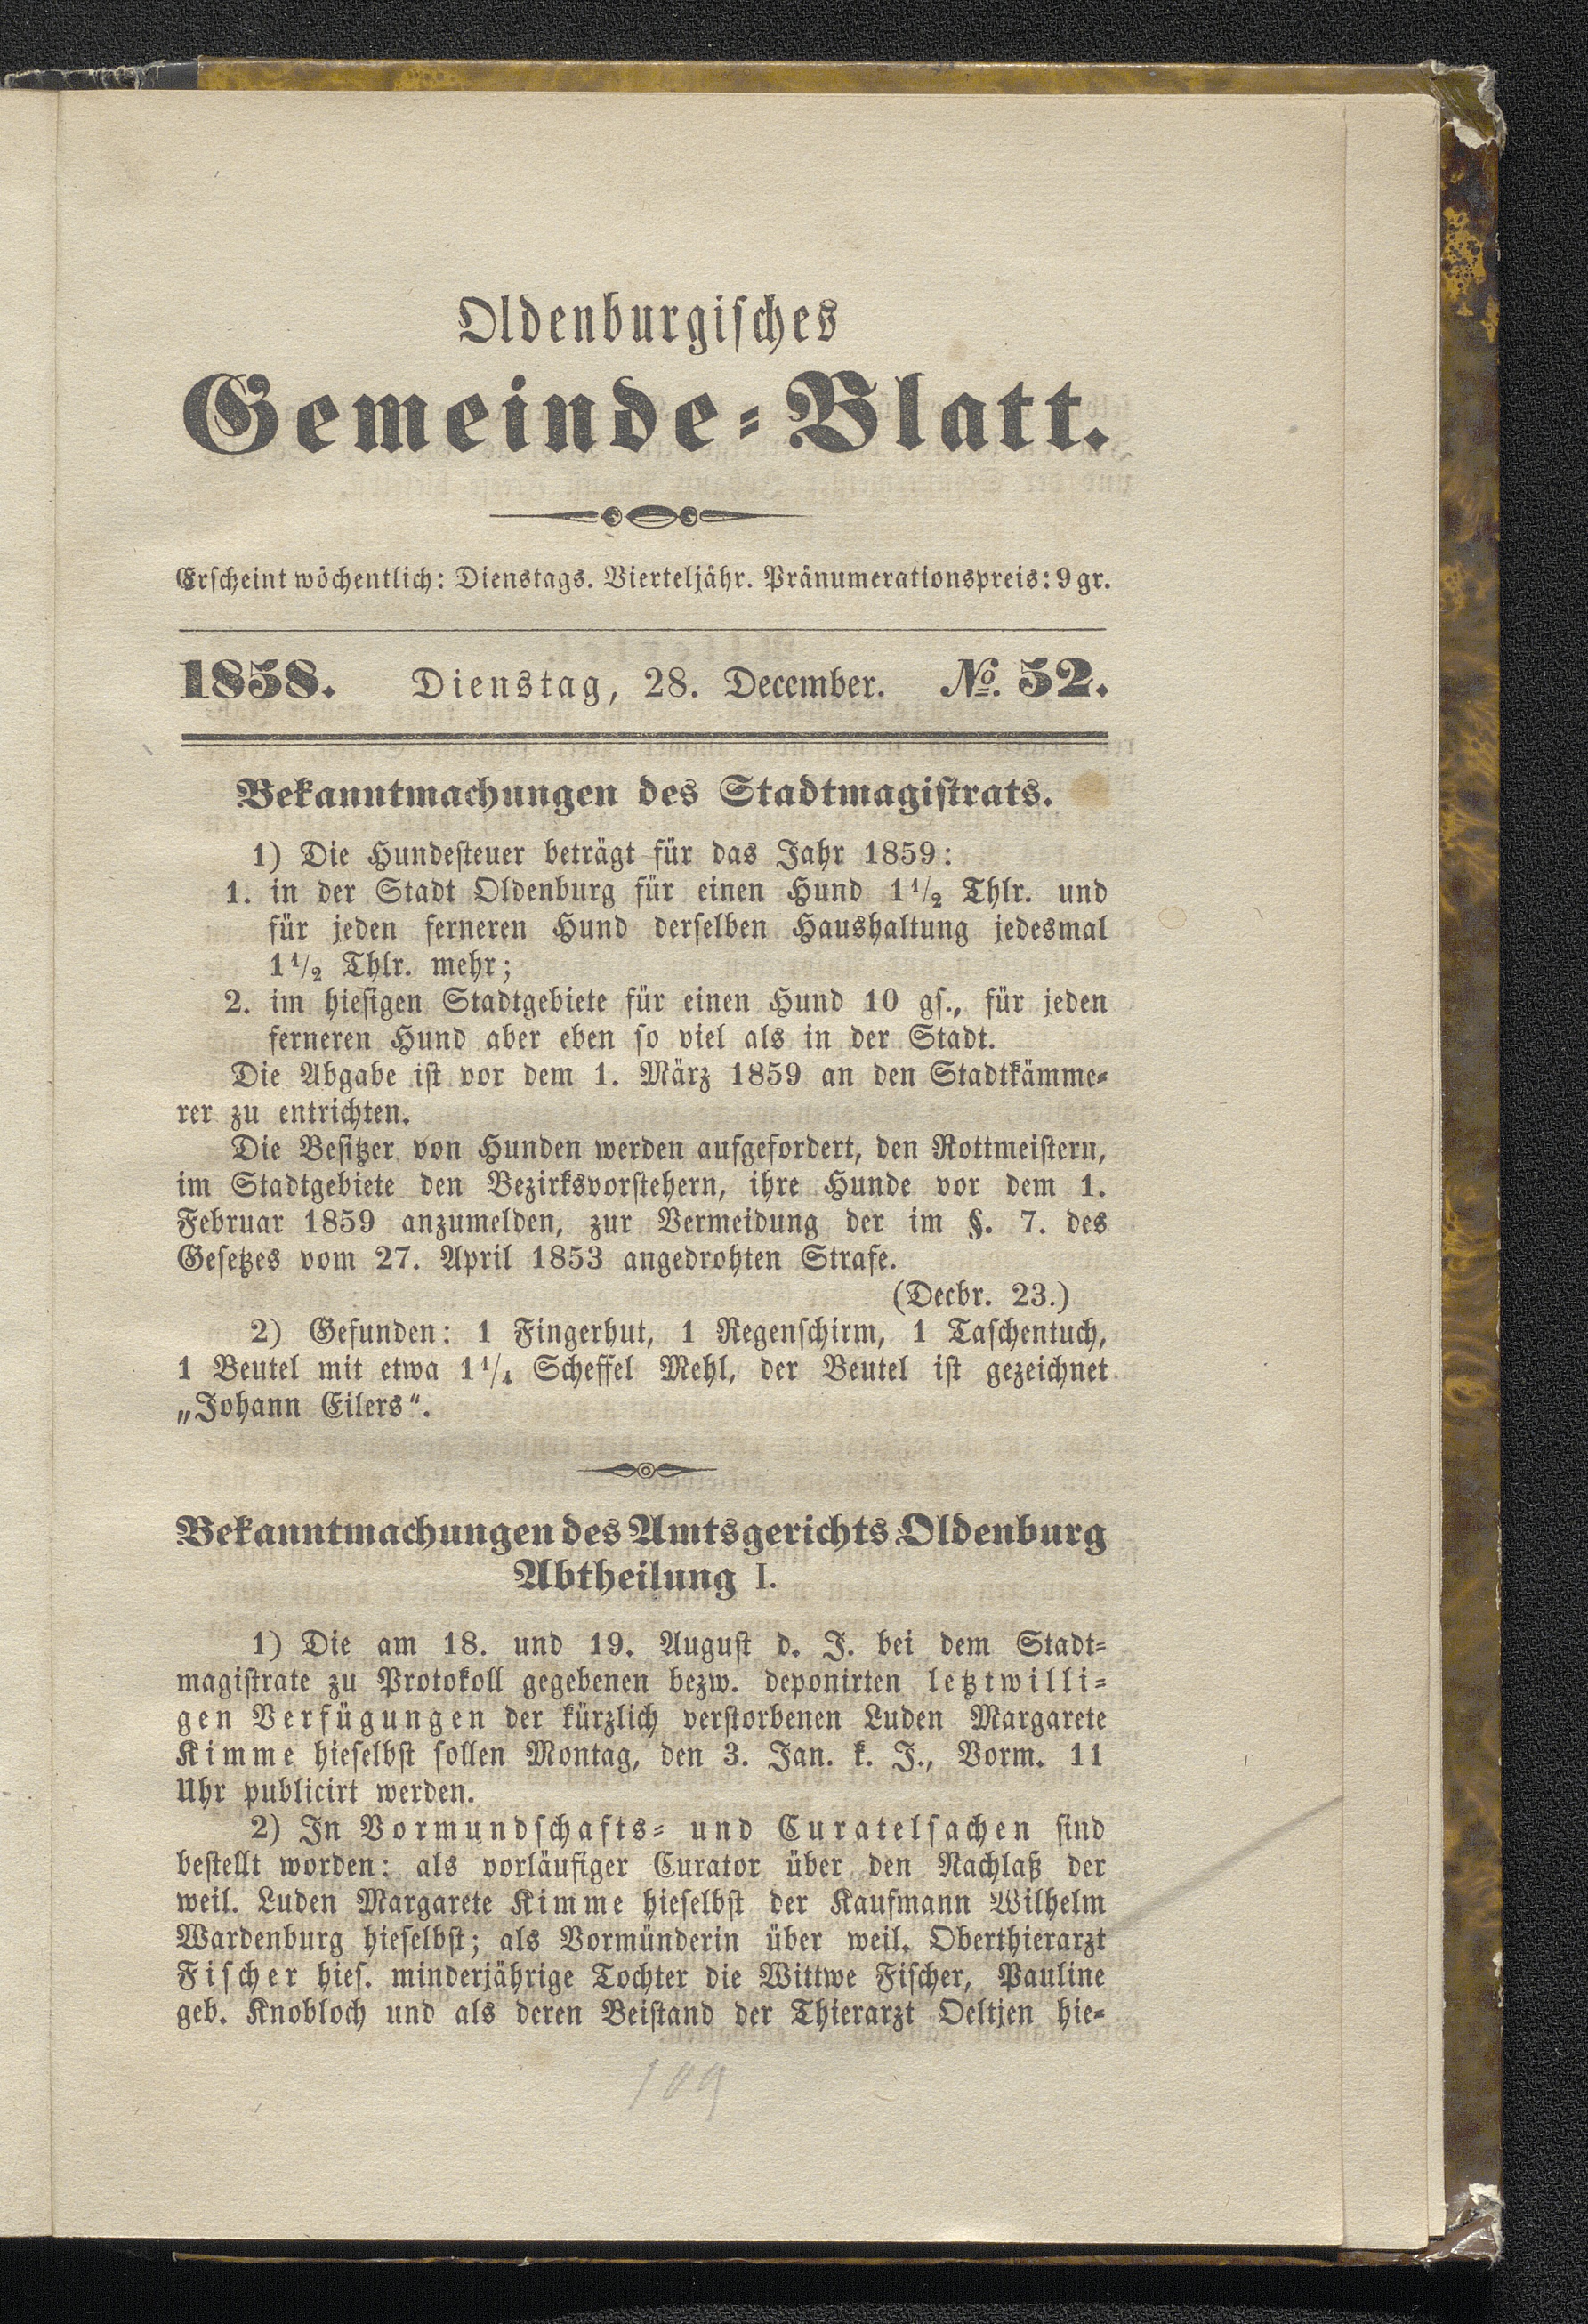 Oldenburgisches
Gemeinde-Blatt.
Erscheint wöchentlich: Dienstags. Vierteljähr. Pränumerationspreis: 9 gr.
1858. Dienstag, 28. December. No. 52.
Bekanntmachungen des Stadtmagistrats.
1) Die Hundesteuer beträgt für das Jahr 1859:
1. in der Stadt Oldenburg für einen Hund 1 1/2 Thlr. und
für jeden ferneren Hund derselben Haushaltung jedesmal
1 1/2 Thlr. mehr;
2. im hiesigen Stadtgebiete für einen Hund 10 gs., für jeden
ferneren Hund aber eben so viel als in der Stadt.
Die Abgabe ist vor dem 1. März 1859 an den Stadtkämme-
rer zu entrichten.
Die Besitzer von Hunden werden aufgefordert, den Rottmeistern,
im Stadtgebiete den Bezirksvorstehern, ihre Hunde vor dem 1.
Februar 1859 anzumelden, zur Vermeidung der im §. 7. des
Gesetzes vom 27. April 1853 angedrohten Strafe.
(Decbr. 23.)
2) Gefunden: 1 Fingerhut, 1 Regenschirm, 1 Taschentuch,
1 Beutel mit etwa 1 1/4 Scheffel Mehl, der Beutel ist gezeichnet
„Johann Eilers“.
Bekanntmachungen des Amtsgerichts Oldenburg
Abtheilung I.
1) Die am 18. und 19. August d. J. bei dem Stadt-
magistrate zu Protokoll gegebenen bezw. deponirten letztwilli-
gen Verfügungen der kürzlich verstorbenen Luden Margarete
Kimme hieselbst sollen Montag, den 3. Jan. k. J., Vorm. 11
Uhr publicirt werden.
2) In Vormundschafts- und Curatelsachen sind
bestellt worden: als vorläufiger Curator über den Nachlaß der
weil. Luden Margarete Kimme hieselbst der Kaufmann Wilhelm
Wardenburg hieselbst; als Vormünderin über weil. Oberthierarzt
Fischer hies. minderjährige Tochter die Wittwe Fischer, Pauline
geb. Knobloch und als deren Beistand der Thierarzt Oeltjen hie-
109